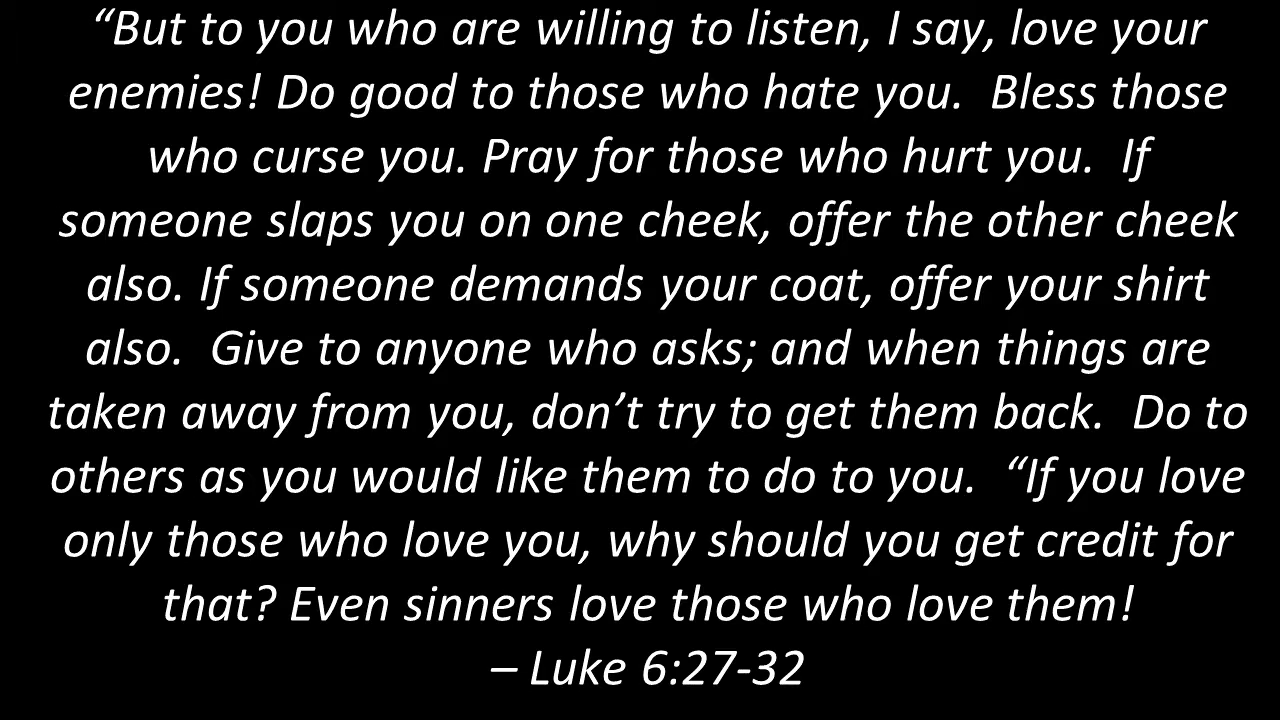 “But to you who are willing to listen, I say, love your
enemies! Do good to those who hate you.  Bless those
who curse you. Pray for those who hurt you.  If
someone slaps you on one cheek, offer the other cheek
also. If someone demands your coat, offer your shirt
also.  Give to anyone who asks; and when things are
taken away from you, don’t try to get them back.  Do to
others as you would like them to do to you.  “If you love
only those who love you, why should you get credit for
that? Even sinners love those who love them!
– Luke 6:27-32